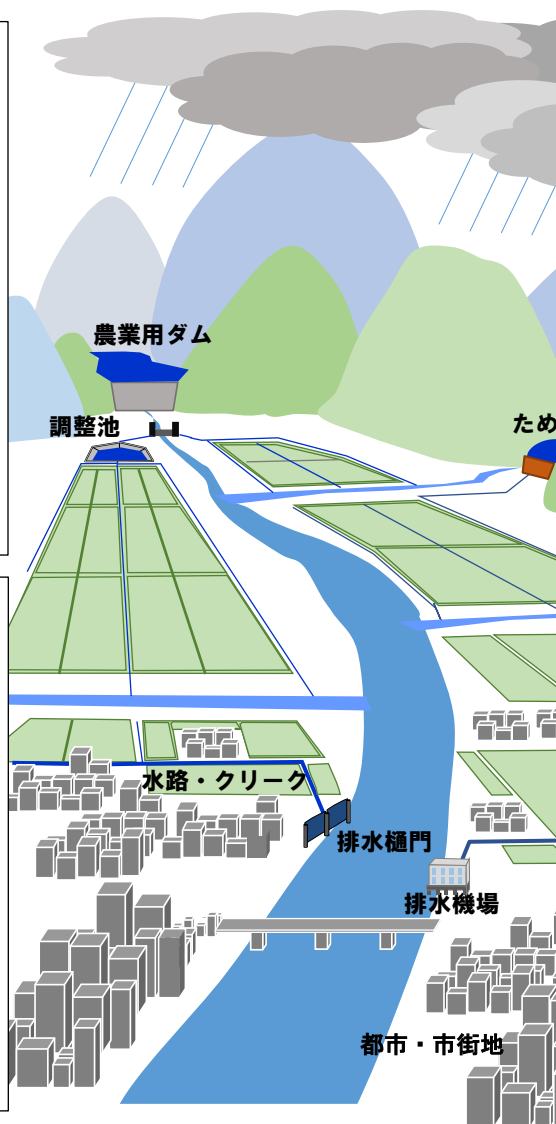 農業用ダム
調整池
ため
水路・クリーク
排水樋門
排水機場
都市・市街地